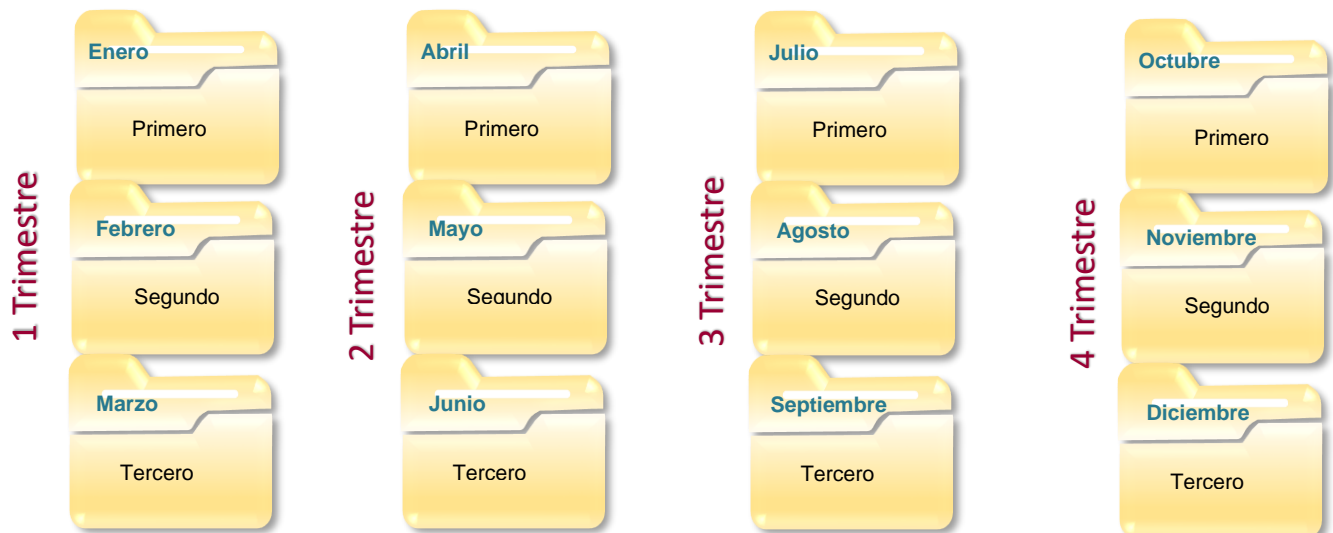 1 Trimestre
Enero
Primero
Febrero
Segundo
Marzo
Tercero
2 Trimestre
Abril
Primero
Mayo
Segundo
Junio
Tercero
3 Trimestre
Julio
Primero
Agosto
Segundo
Septiembre
Tercero
4 Trimestre
Octubre
Primero
Noviembre
Segundo
Diciembre
Tercero